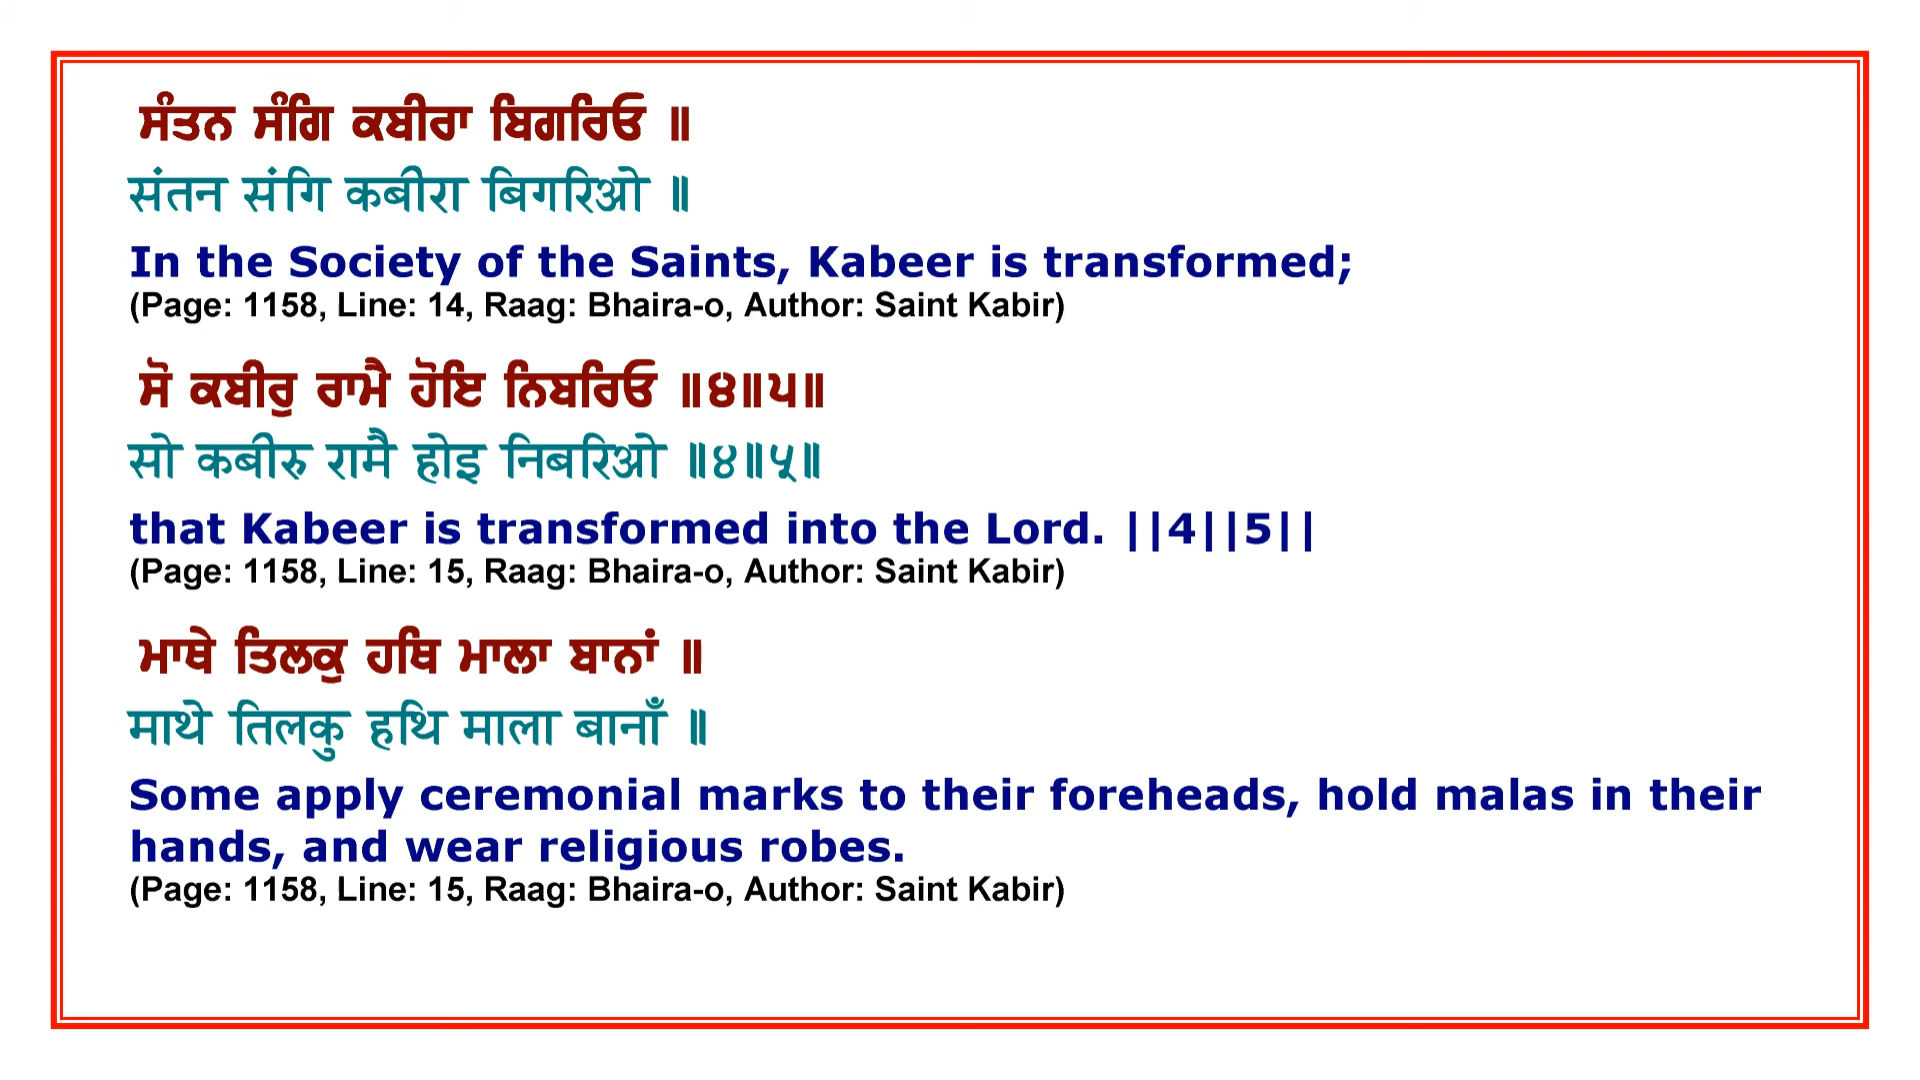 ਸੰਤਨ ਸੰਗਿ ਕਬੀਰਾ ਬਿਗਰਿਓ ॥
संतन संगि कबीरा बिगरिओ ॥
In the Society of the Saints, Kabeer is transformed;
(Page: 1158, Line: 14, Raag: Bhaira-o, Author: Saint Kabir)
ਸੋ ਕਬੀਰੁ ਰਾਮੈ ਹੋਇ ਨਿਬਰਿਓ ॥੪॥੫॥
सो कबीरु रामै होइ निबरिओ ॥४॥५॥
that Kabeer is transformed into the Lord. ||4||5||
(Page: 1158, Line: 15, Raag: Bhaira-o, Author: Saint Kabir)
ਮਾਥੇ ਤਿਲਕੁ ਹਥਿ ਮਾਲਾ ਬਾਨਾਂ ॥
माथे तिलकु हथि माला बानाँ ॥
Some apply ceremonial marks to their foreheads, hold malas in their
hands, and wear religious robes.
(Page: 1158, Line: 15, Raag: Bhaira-o, Author: Saint Kabir)